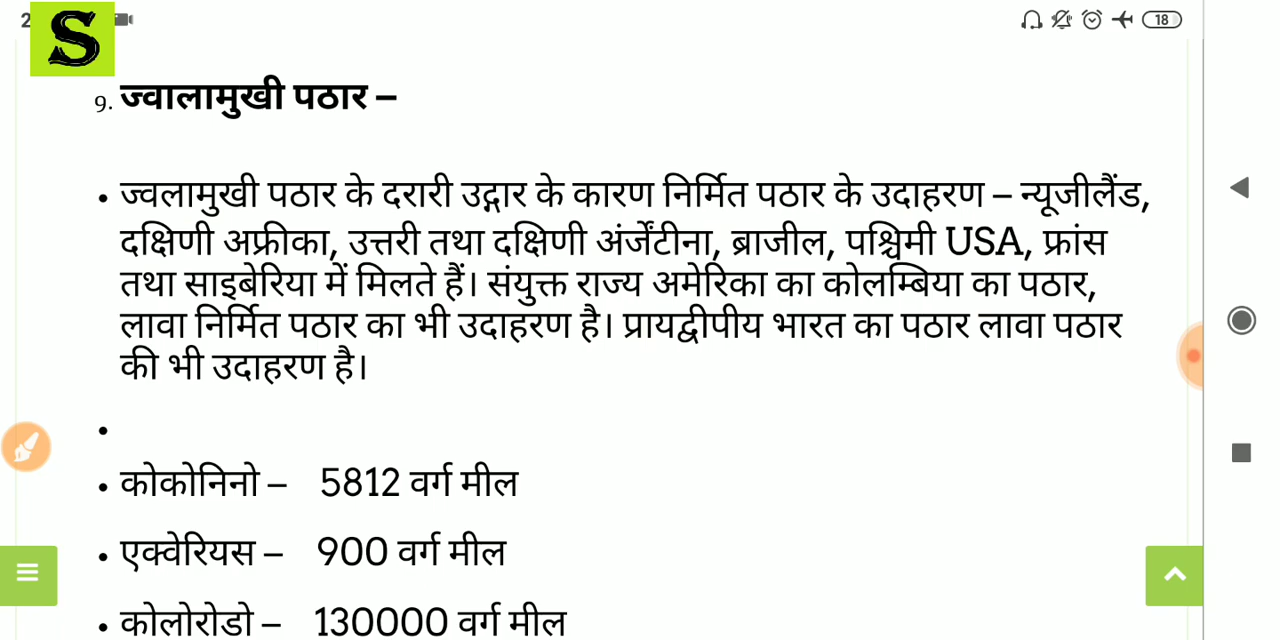 S
18
9. ज्वालामुखी पठार –
• ज्वलामुखी पठार के दरारी उद्गार के कारण निर्मित पठार के उदाहरण – न्यूजीलैंड,
दक्षिणी अफ्रीका, उत्तरी तथा दक्षिणी अंर्जेंटीना, ब्राजील, पश्चिमी USA, फ्रांस
तथा साइबेरिया में मिलते हैं। संयुक्त राज्य अमेरिका का कोलम्बिया का पठार,
लावा निर्मित पठार का भी उदाहरण है। प्रायद्वीपीय भारत का पठार लावा पठार
की भी उदाहरण है।
•
• कोकोनिनो – 5812 वर्ग मील
• एक्वेरियस – 900 वर्ग मील
• कोलोरोडो – 130000 वर्ग मील